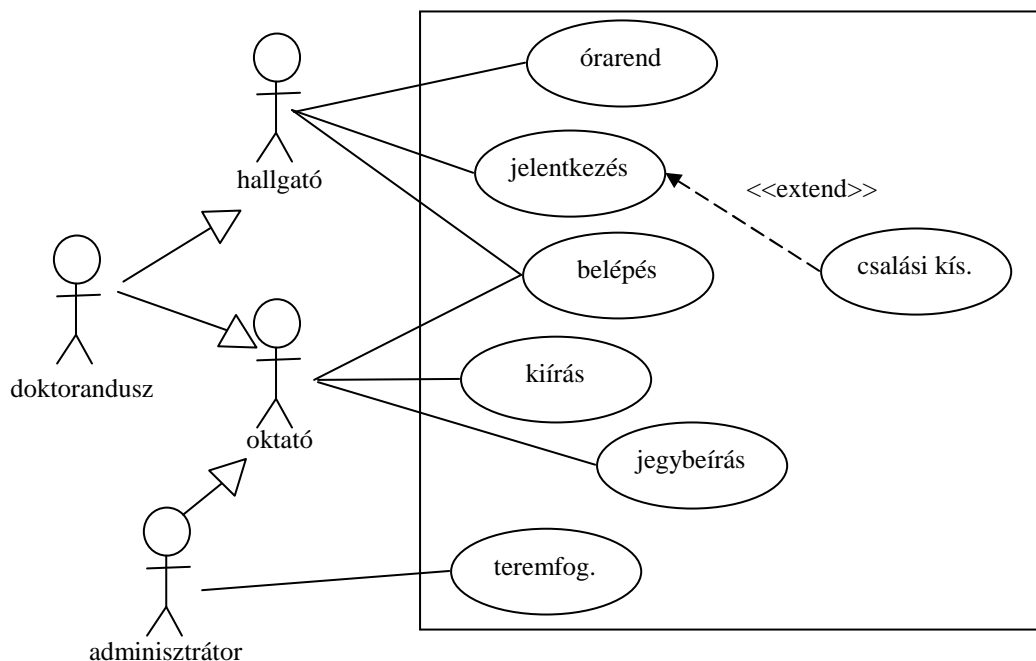 órarend
jelentkezés
hallgató
<<extend>>
belépés
csalási kís.
kiírás
doktorandusz
oktató
jegybeírás
teremfog.
adminisztrátor